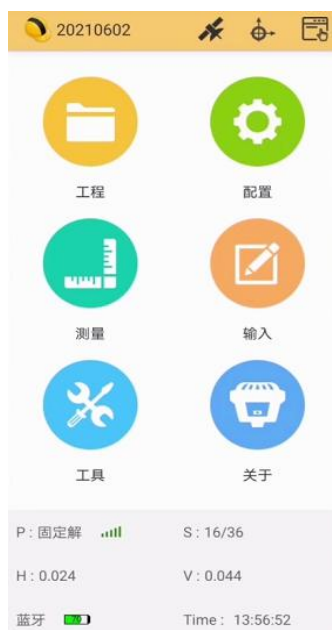 20210602
工程 配置
测量 输入
工具 关于
P : 固定解 S : 16/36
H : 0.024 V : 0.044
蓝牙 70 Time : 13:56:52